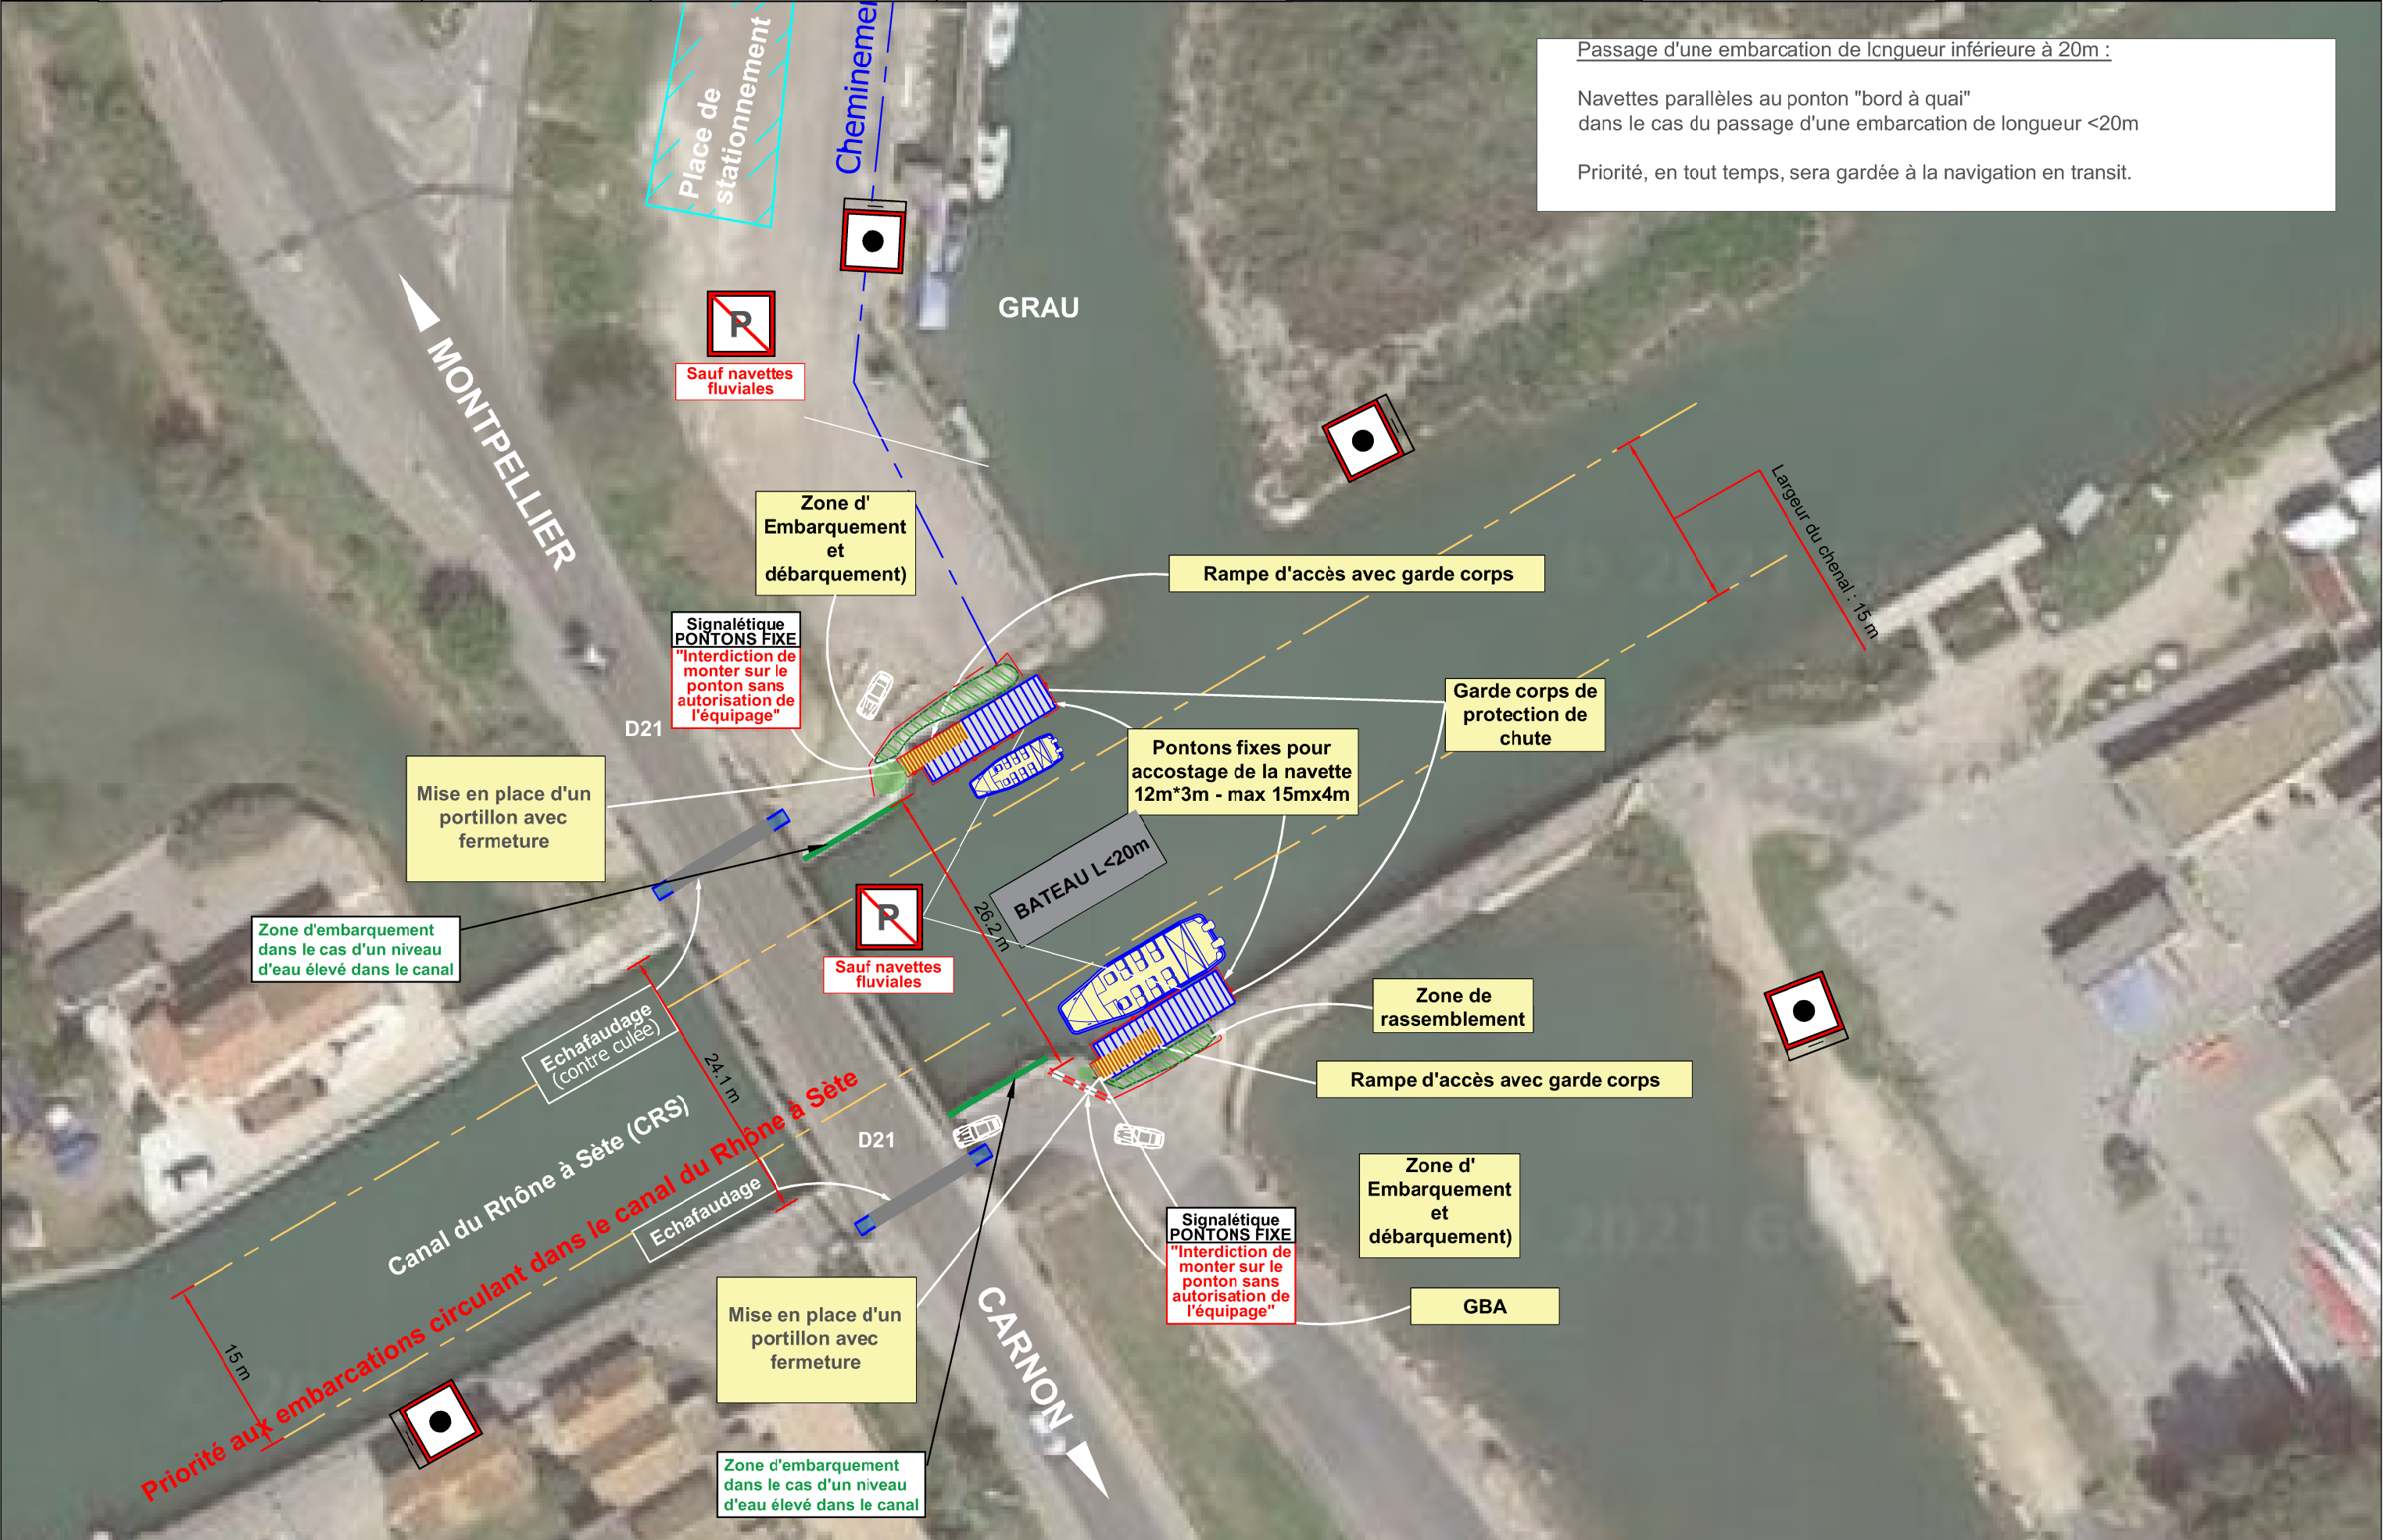 Passage d'une embarcation de longueur inférieure à 20m :
Navettes parallèles au ponton "bord à quai"
dans le cas du passage d'une embarcation de longueur <20m
Priorité, en tout temps, sera gardée à la navigation en transit.
Place de
stationnement
GRAU
P
Sauf navettes
fluviales
MONTPELLIER
Largeur du chenal : 15 m
Zone d'
Embarquement
et
débarquement)
Rampe d'accès avec garde corps
Signalétique
PONTONS FIXE
"Interdiction de
monter sur le
ponton sans
autorisation de
l'équipage"
D21
Garde corps de
protection de
chute
Pontons fixes pour
accostage de la navette
12m*3m - max 15mx4m
Mise en place d'un
portillon avec
fermeture
BATEAU L<20m
26.2 m
P
Sauf navettes
fluviales
Zone d'embarquement
dans le cas d'un niveau
d'eau élevé dans le canal
Echafaudage
(contre culée)
24.1 m
Zone de
rassemblement
Rampe d'accès avec garde corps
Canal du Rhône à Sète (CRS)
Priorité aux embarcations circulant dans le canal du Rhône à Sète
D21
Echafaudage
Zone d'
Embarquement
et
débarquement)
Signalétique
PONTONS FIXE
"Interdiction de
monter sur le
ponton sans
autorisation de
l'équipage"
GBA
Mise en place d'un
portillon avec
fermeture
CARNON
15 m
Zone d'embarquement
dans le cas d'un niveau
d'eau élevé dans le canal